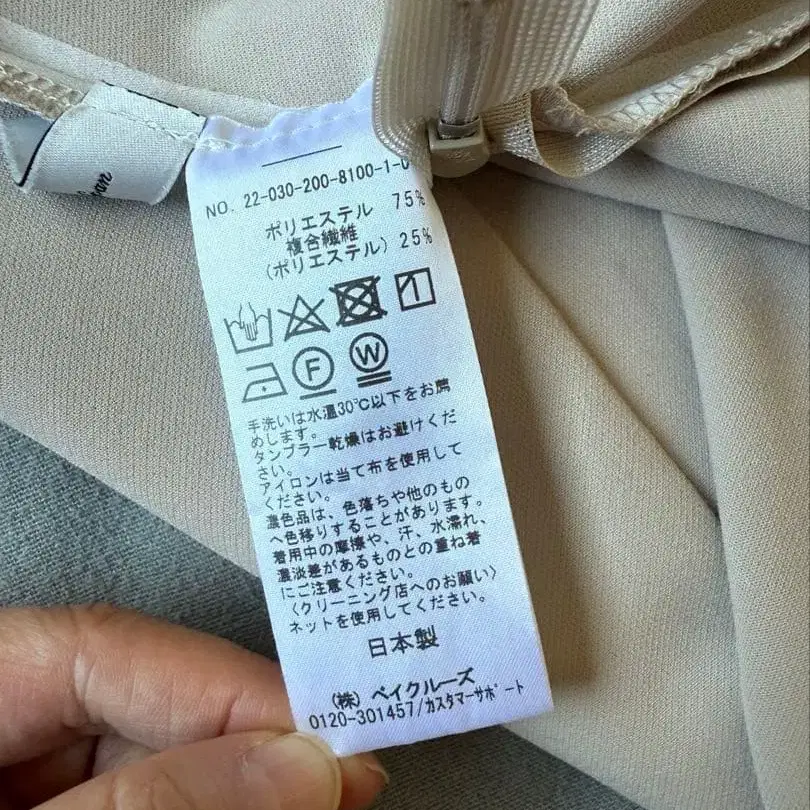 NO. 22-030-200-8100-1-0
ポリエステル 75%
複合繊維
(ポリエステル) 25%
F W
手洗いは水温30℃以下をお薦
めします。
タンブラー乾燥はお避けくだ
さい。
アイロンは当て布を使用して
ください。
濃色品は、色落ちや他のもの
へ色移りすることがあります。
着用中の摩擦や、汗、水濡れ、
濃淡差があるものとの重ね着
にご注意ください。
〈クリーニング店へのお願い〉
ネットを使用してください。
日本製
(株) ベイクルーズ
0120-301457/カスタマーサポート